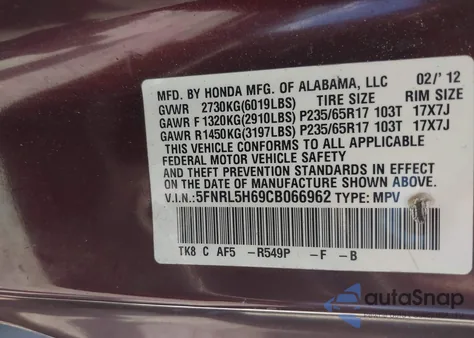 MFD. BY HONDA MFG. OF ALABAMA, LLC 02/'12
GVWR 2730KG(6019LBS) TIRE SIZE RIM SIZE
GAWR F 1320KG(2910LBS) P235/65R17 103T 17X7J
GAWR R1450KG(3197LBS) P235/65R17 103T 17X7J
THIS VEHICLE CONFORMS TO ALL APPLICABLE
FEDERAL MOTOR VEHICLE SAFETY
AND THEFT PREVENTION STANDARDS IN EFFECT
ON THE DATE OF MANUFACTURE SHOWN ABOVE.
V.I.N.:5FNRL5H69CB066962 TYPE: MPV
TK8 C AF5 -R549P -F -B
autoSnap